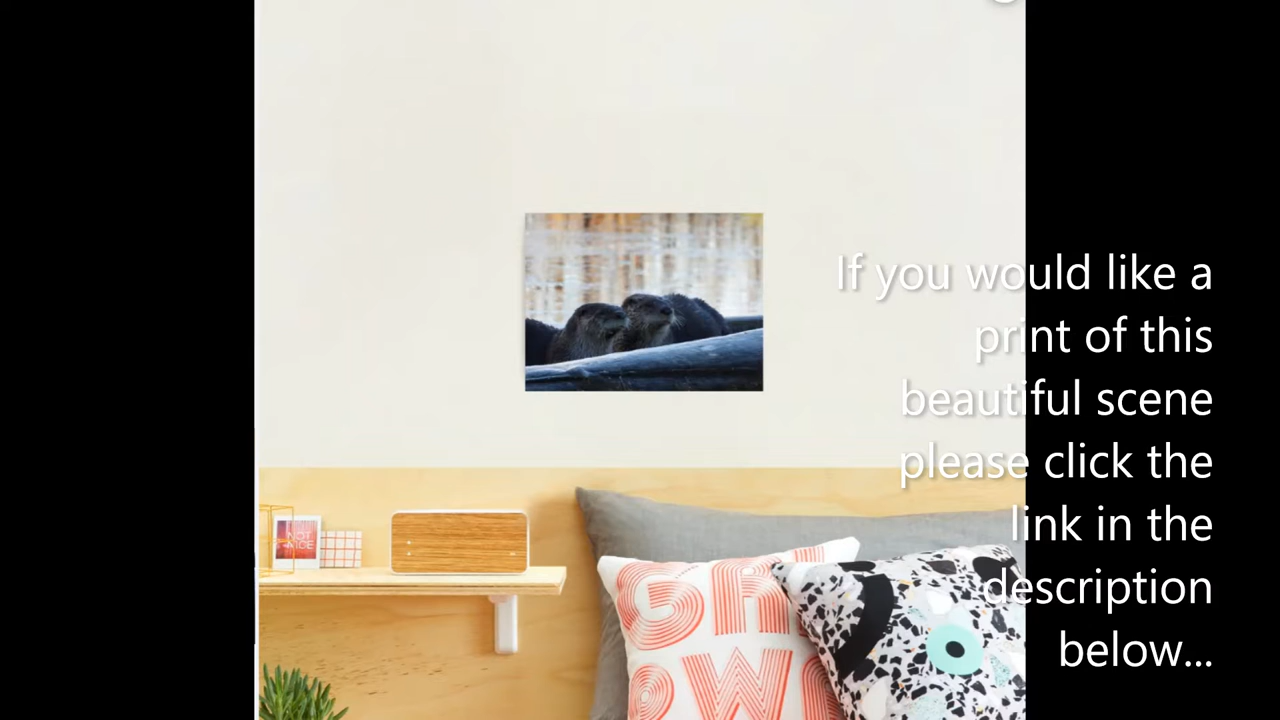 If you would like a
print of this
beautiful scene
please click the
link in the
description
below...